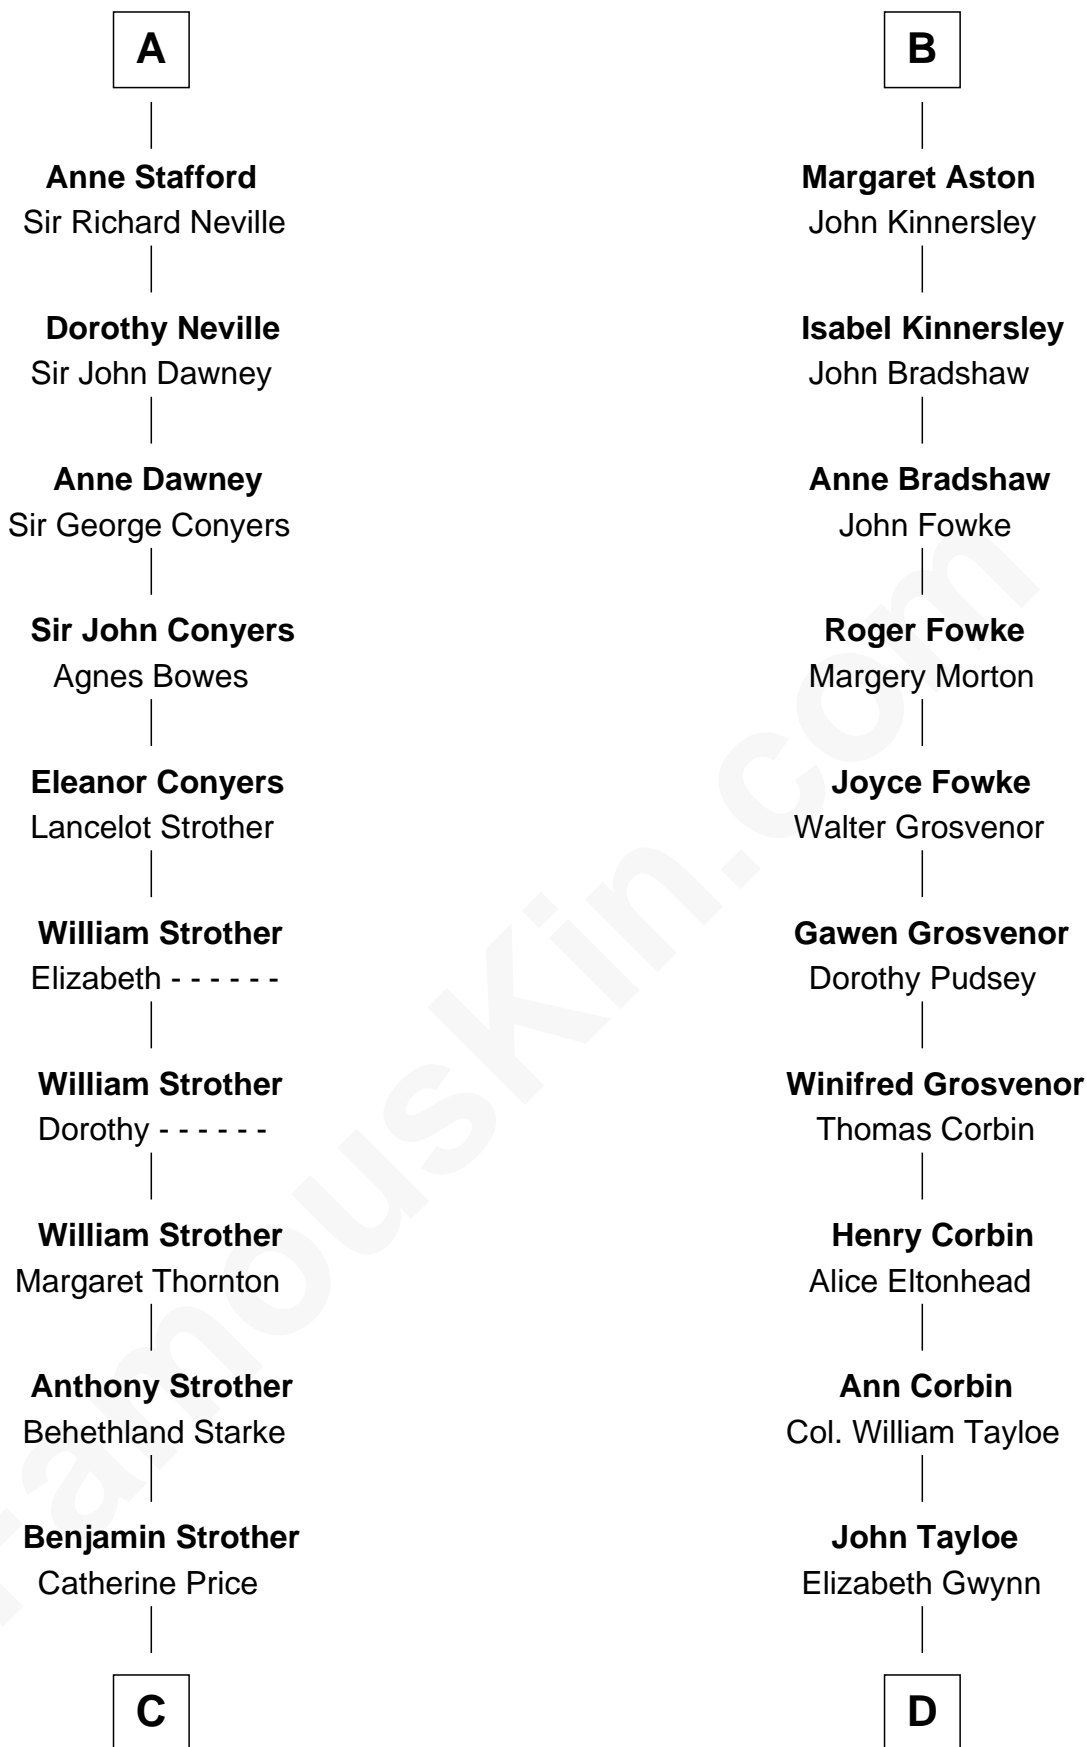 A
Anne Stafford
Sir Richard Neville
Dorothy Neville
Sir John Dawney
Anne Dawney
Sir George Conyers
Sir John Conyers
Agnes Bowes
Eleanor Conyers
Lancelot Strother
William Strother
Elizabeth - - - - - -
William Strother
Dorothy - - - - - -
William Strother
Margaret Thornton
Anthony Strother
Behethland Starke
Benjamin Strother
Catherine Price
C
B
Margaret Aston
John Kinnersley
Isabel Kinnersley
John Bradshaw
Anne Bradshaw
John Fowke
Roger Fowke
Margery Morton
Joyce Fowke
Walter Grosvenor
Gawen Grosvenor
Dorothy Pudsey
Winifred Grosvenor
Thomas Corbin
Henry Corbin
Alice Eltonhead
Ann Corbin
Col. William Tayloe
John Tayloe
Elizabeth Gwynn
D
FamousKin.com